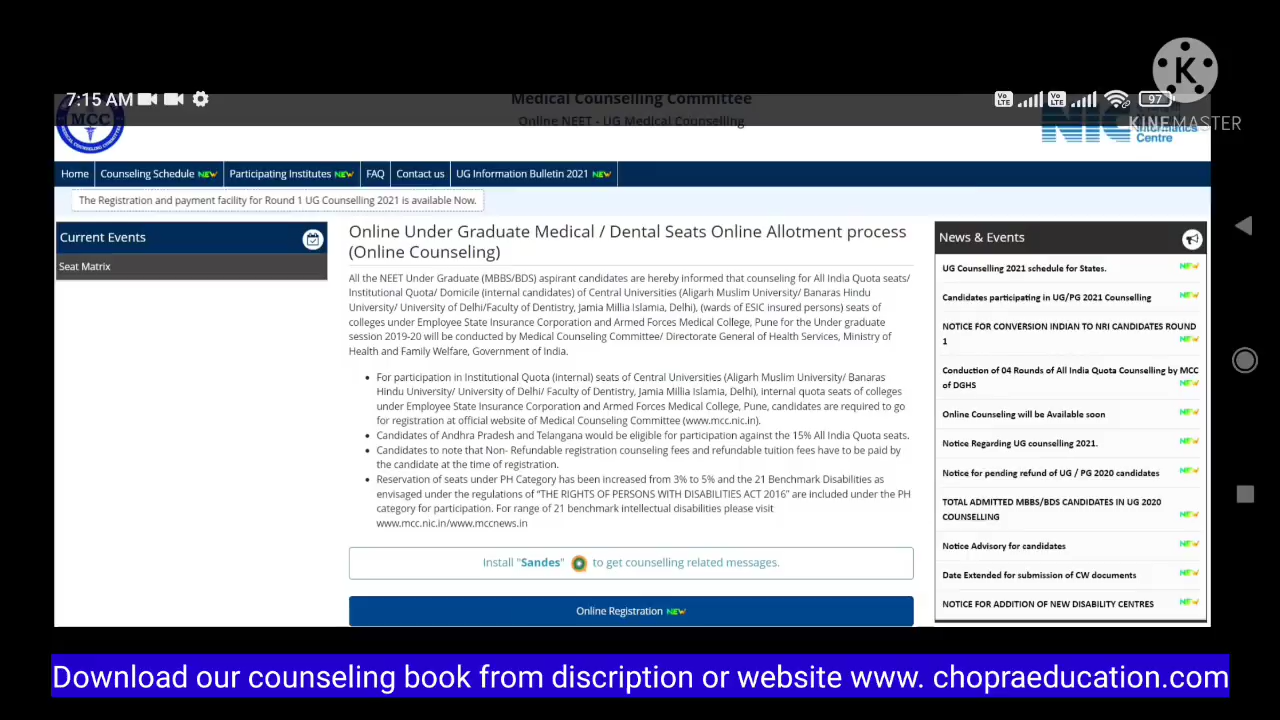 7:15 AM
Vo LTE Vo LTE 97
K
KINEMASTER
Medical Counselling Committee
Online NEET - UG Medical Counselling
MCC
NIC
Informatics
Centre
Home Counseling Schedule NEW Participating Institutes NEW FAQ Contact us UG Information Bulletin 2021 NEW
The Registration and payment facility for Round 1 UG Counselling 2021 is available Now.
Current Events
Seat Matrix
Online Under Graduate Medical / Dental Seats Online Allotment process
(Online Counseling)
All the NEET Under Graduate (MBBS/BDS) aspirant candidates are hereby informed that counseling for All India Quota seats/
Institutional Quota/ Domicile (internal candidates) of Central Universities (Aligarh Muslim University/ Banaras Hindu
University/ University of Delhi/Faculty of Dentistry, Jamia Millia Islamia, Delhi), (wards of ESIC insured persons) seats of
colleges under Employee State Insurance Corporation and Armed Forces Medical College, Pune for the Under graduate
session 2019-20 will be conducted by Medical Counseling Committee/ Directorate General of Health Services, Ministry of
Health and Family Welfare, Government of India.
For participation in Institutional Quota (internal) seats of Central Universities (Aligarh Muslim University/ Banaras
Hindu University/ University of Delhi/ Faculty of Dentistry, Jamia Millia Islamia, Delhi), internal quota seats of colleges
under Employee State Insurance Corporation and Armed Forces Medical College, Pune, candidates are required to go
for registration at official website of Medical Counseling Committee (www.mcc.nic.in).
Candidates of Andhra Pradesh and Telangana would be eligible for participation against the 15% All India Quota seats.
Candidates to note that Non- Refundable registration counseling fees and refundable tuition fees have to be paid by
the candidate at the time of registration.
Reservation of seats under PH Category has been increased from 3% to 5% and the 21 Benchmark Disabilities as
envisaged under the regulations of “THE RIGHTS OF PERSONS WITH DISABILITIES ACT 2016” are included under the PH
category for participation. For range of 21 benchmark intellectual disabilities please visit
www.mcc.nic.in/www.mccnews.in
Install "Sandes" to get counselling related messages.
Online Registration NEW
News & Events
UG Counselling 2021 schedule for States. NEW
Candidates participating in UG/PG 2021 Counselling NEW
NOTICE FOR CONVERSION INDIAN TO NRI CANDIDATES ROUND
1 NEW
Conduction of 04 Rounds of All India Quota Counselling by MCC
of DGHS NEW
Online Counseling will be Available soon NEW
Notice Regarding UG counselling 2021. NEW
Notice for pending refund of UG / PG 2020 candidates NEW
TOTAL ADMITTED MBBS/BDS CANDIDATES IN UG 2020
COUNSELLING NEW
Notice Advisory for candidates NEW
Date Extended for submission of CW documents NEW
NOTICE FOR ADDITION OF NEW DISABILITY CENTRES NEW
Download our counseling book from discription or website www. chopraeducation.com